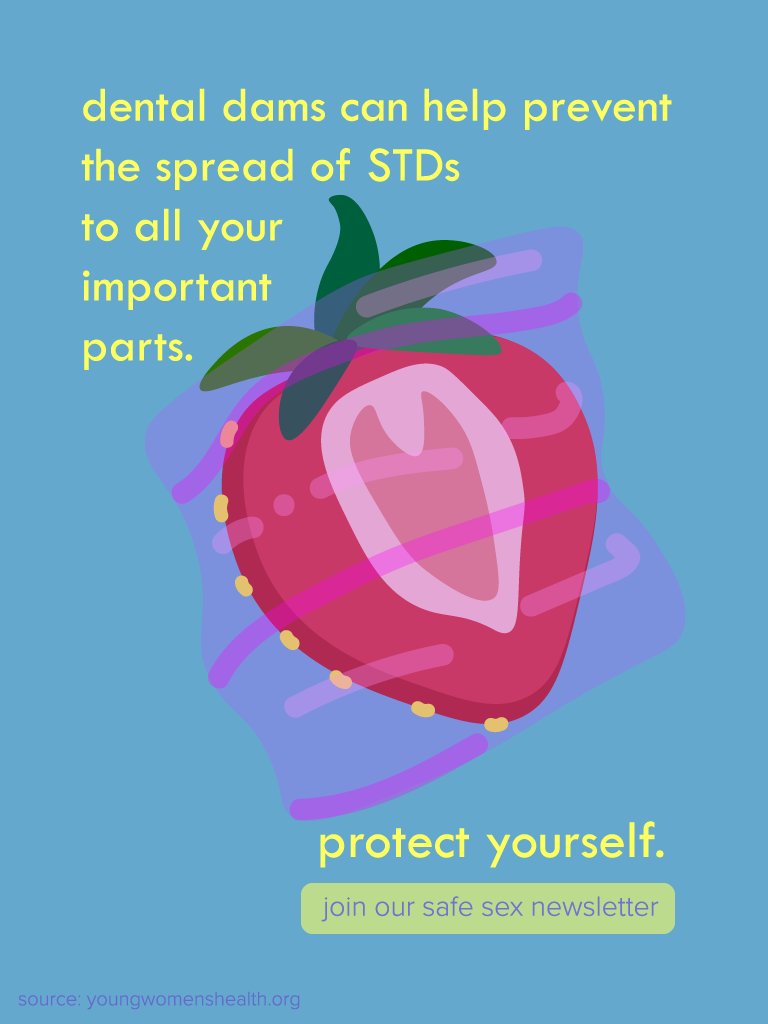 dental dams can help prevent
the spread of STDs
to all your
important
parts.
protect yourself.
join our safe sex newsletter
source: youngwomenshealth.org